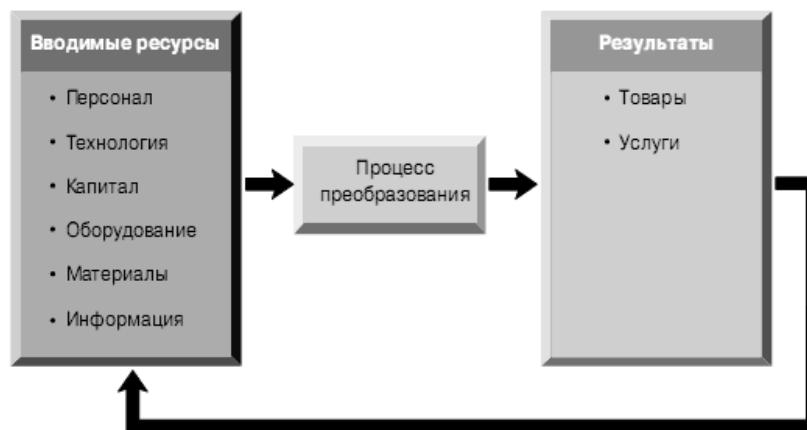 Вводимые ресурсы
• Персонал
• Технология
• Капитал
• Оборудование
• Материалы
• Информация
Процесс
преобразования
Результаты
• Товары
• Услуги